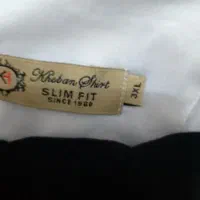 Khoban Shirt
SLIM FIT
SINCE 1988
3XL